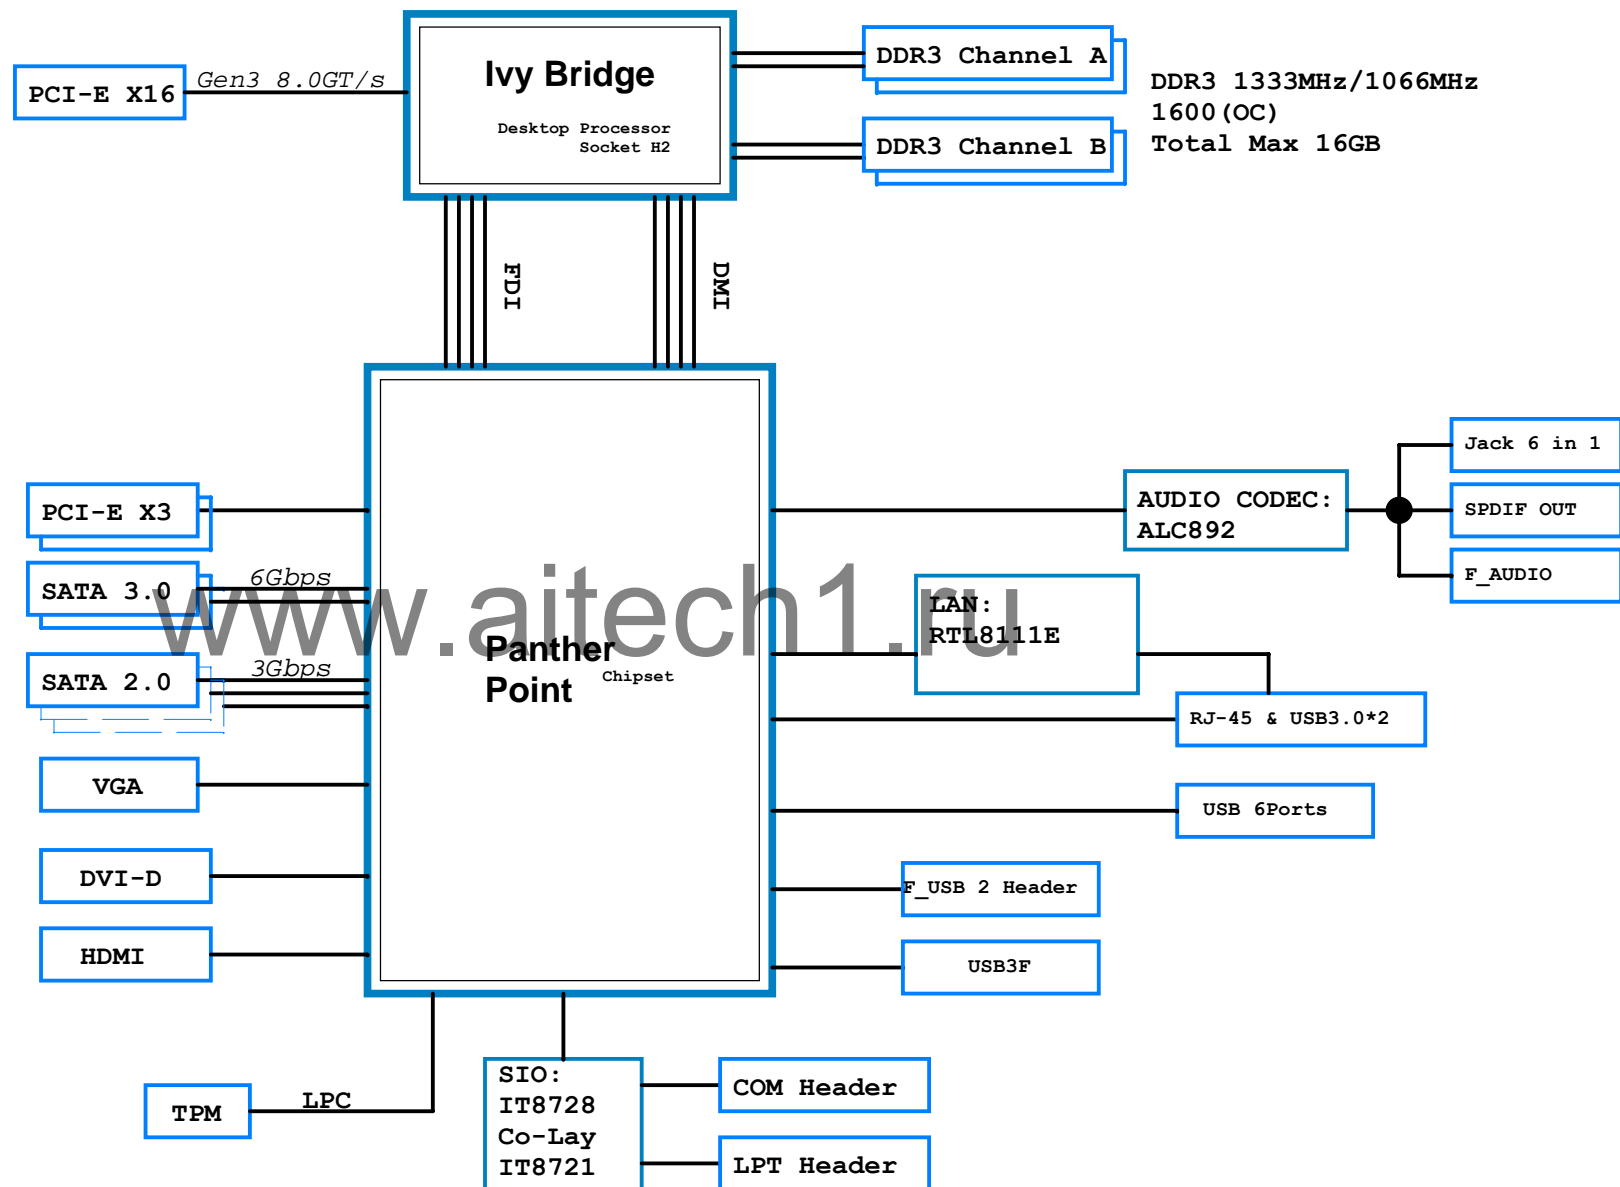 Ivy Bridge
Desktop Processor
Socket H2
PCI-E X16
Gen3 8.0GT/s
DDR3 Channel A
DDR3 Channel B
DDR3 1333MHz/1066MHz
1600(OC)
Total Max 16GB
FDI
DMI
PCI-E X3
SATA 3.0
6Gbps
SATA 2.0
3Gbps
VGA
DVI-D
HDMI
Panther
Point
Chipset
www.aitech1.ru
AUDIO CODEC:
ALC892
Jack 6 in 1
SPDIF OUT
F_AUDIO
LAN:
RTL8111E
RJ-45 & USB3.0*2
USB 6Ports
F_USB 2 Header
USB3F
TPM
LPC
SIO:
IT8728
Co-Lay
IT8721
COM Header
LPT Header